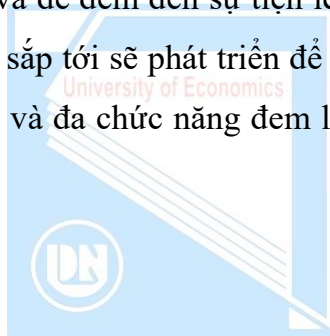 và để đem đến sự tiện
sắp tới sẽ phát triển để
University of Economics
và đa chức năng đem
DN